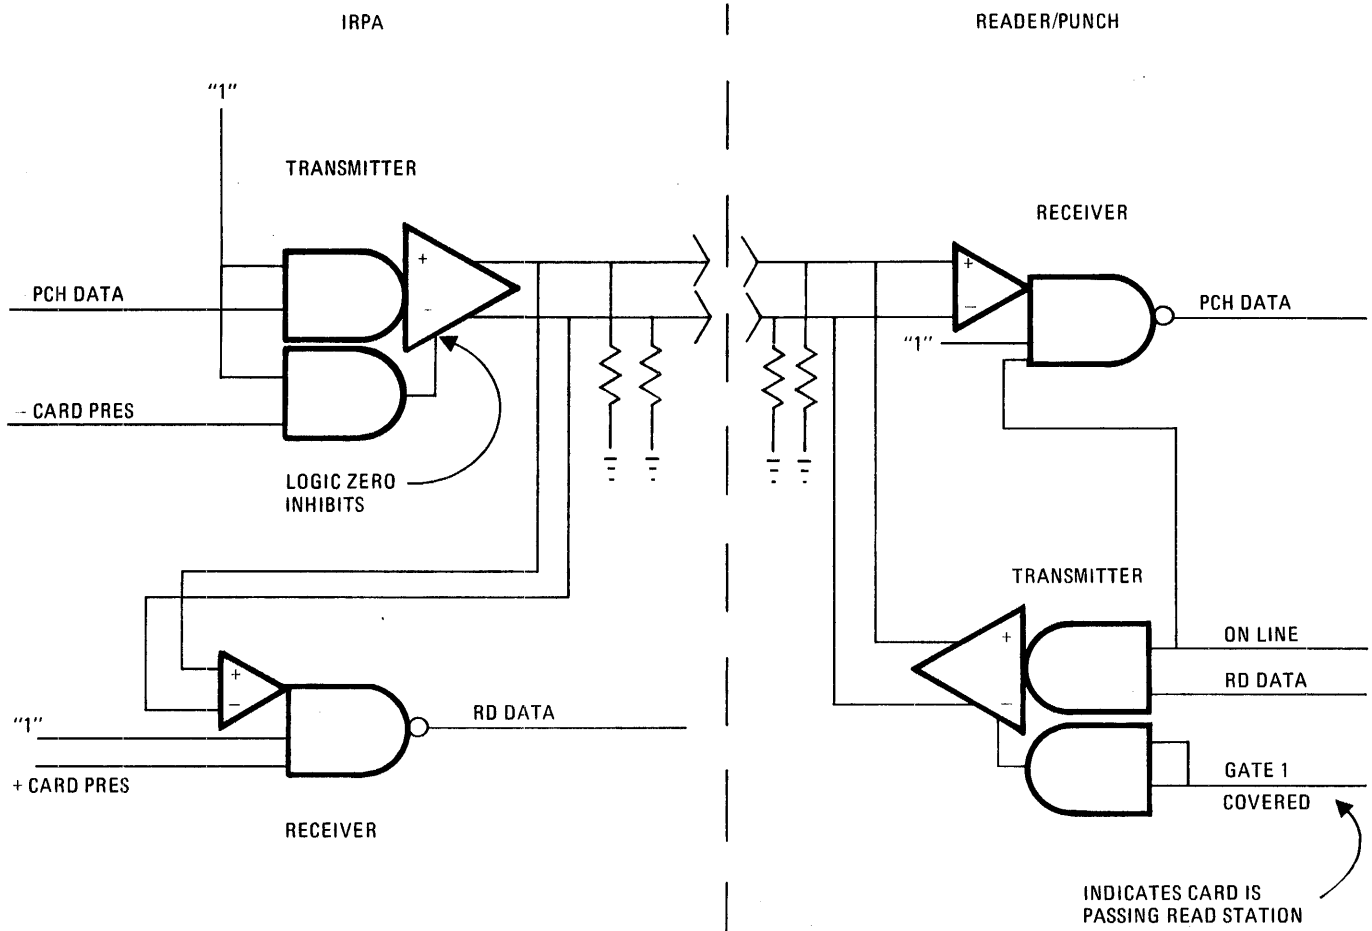 IRPA
READER/PUNCH
"1"
TRANSMITTER
RECEIVER
+
-
+
-
PCH DATA
PCH DATA
"1"
- CARD PRES
LOGIC ZERO
INHIBITS
TRANSMITTER
+
-
ON LINE
RD DATA
+
-
"1"
RD DATA
+ CARD PRES
GATE 1
COVERED
RECEIVER
INDICATES CARD IS
PASSING READ STATION